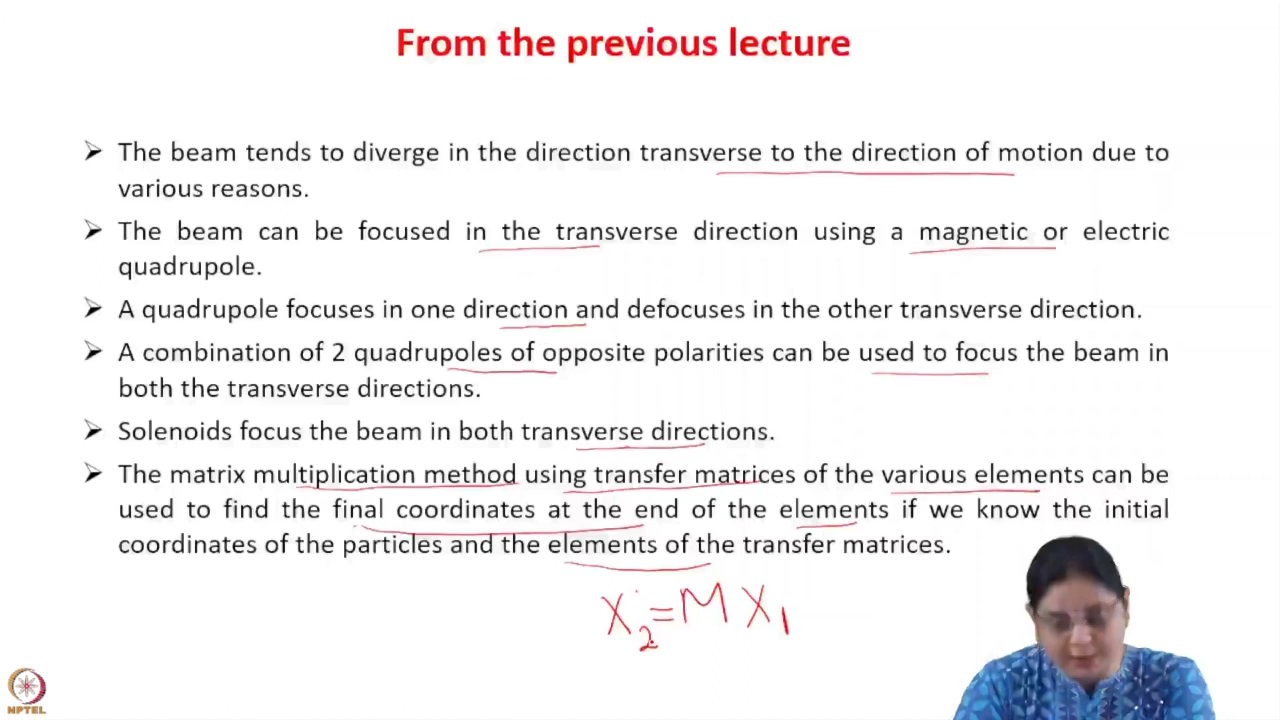 From the previous lecture
➢ The beam tends to diverge in the direction transverse to the direction of motion due to
various reasons.
➢ The beam can be focused in the transverse direction using a magnetic or electric
quadrupole.
➢ A quadrupole focuses in one direction and defocuses in the other transverse direction.
➢ A combination of 2 quadrupoles of opposite polarities can be used to focus the beam in
both the transverse directions.
➢ Solenoids focus the beam in both transverse directions.
➢ The matrix multiplication method using transfer matrices of the various elements can be
used to find the final coordinates at the end of the elements if we know the initial
coordinates of the particles and the elements of the transfer matrices.
X₂ = M X₁
NPTEL